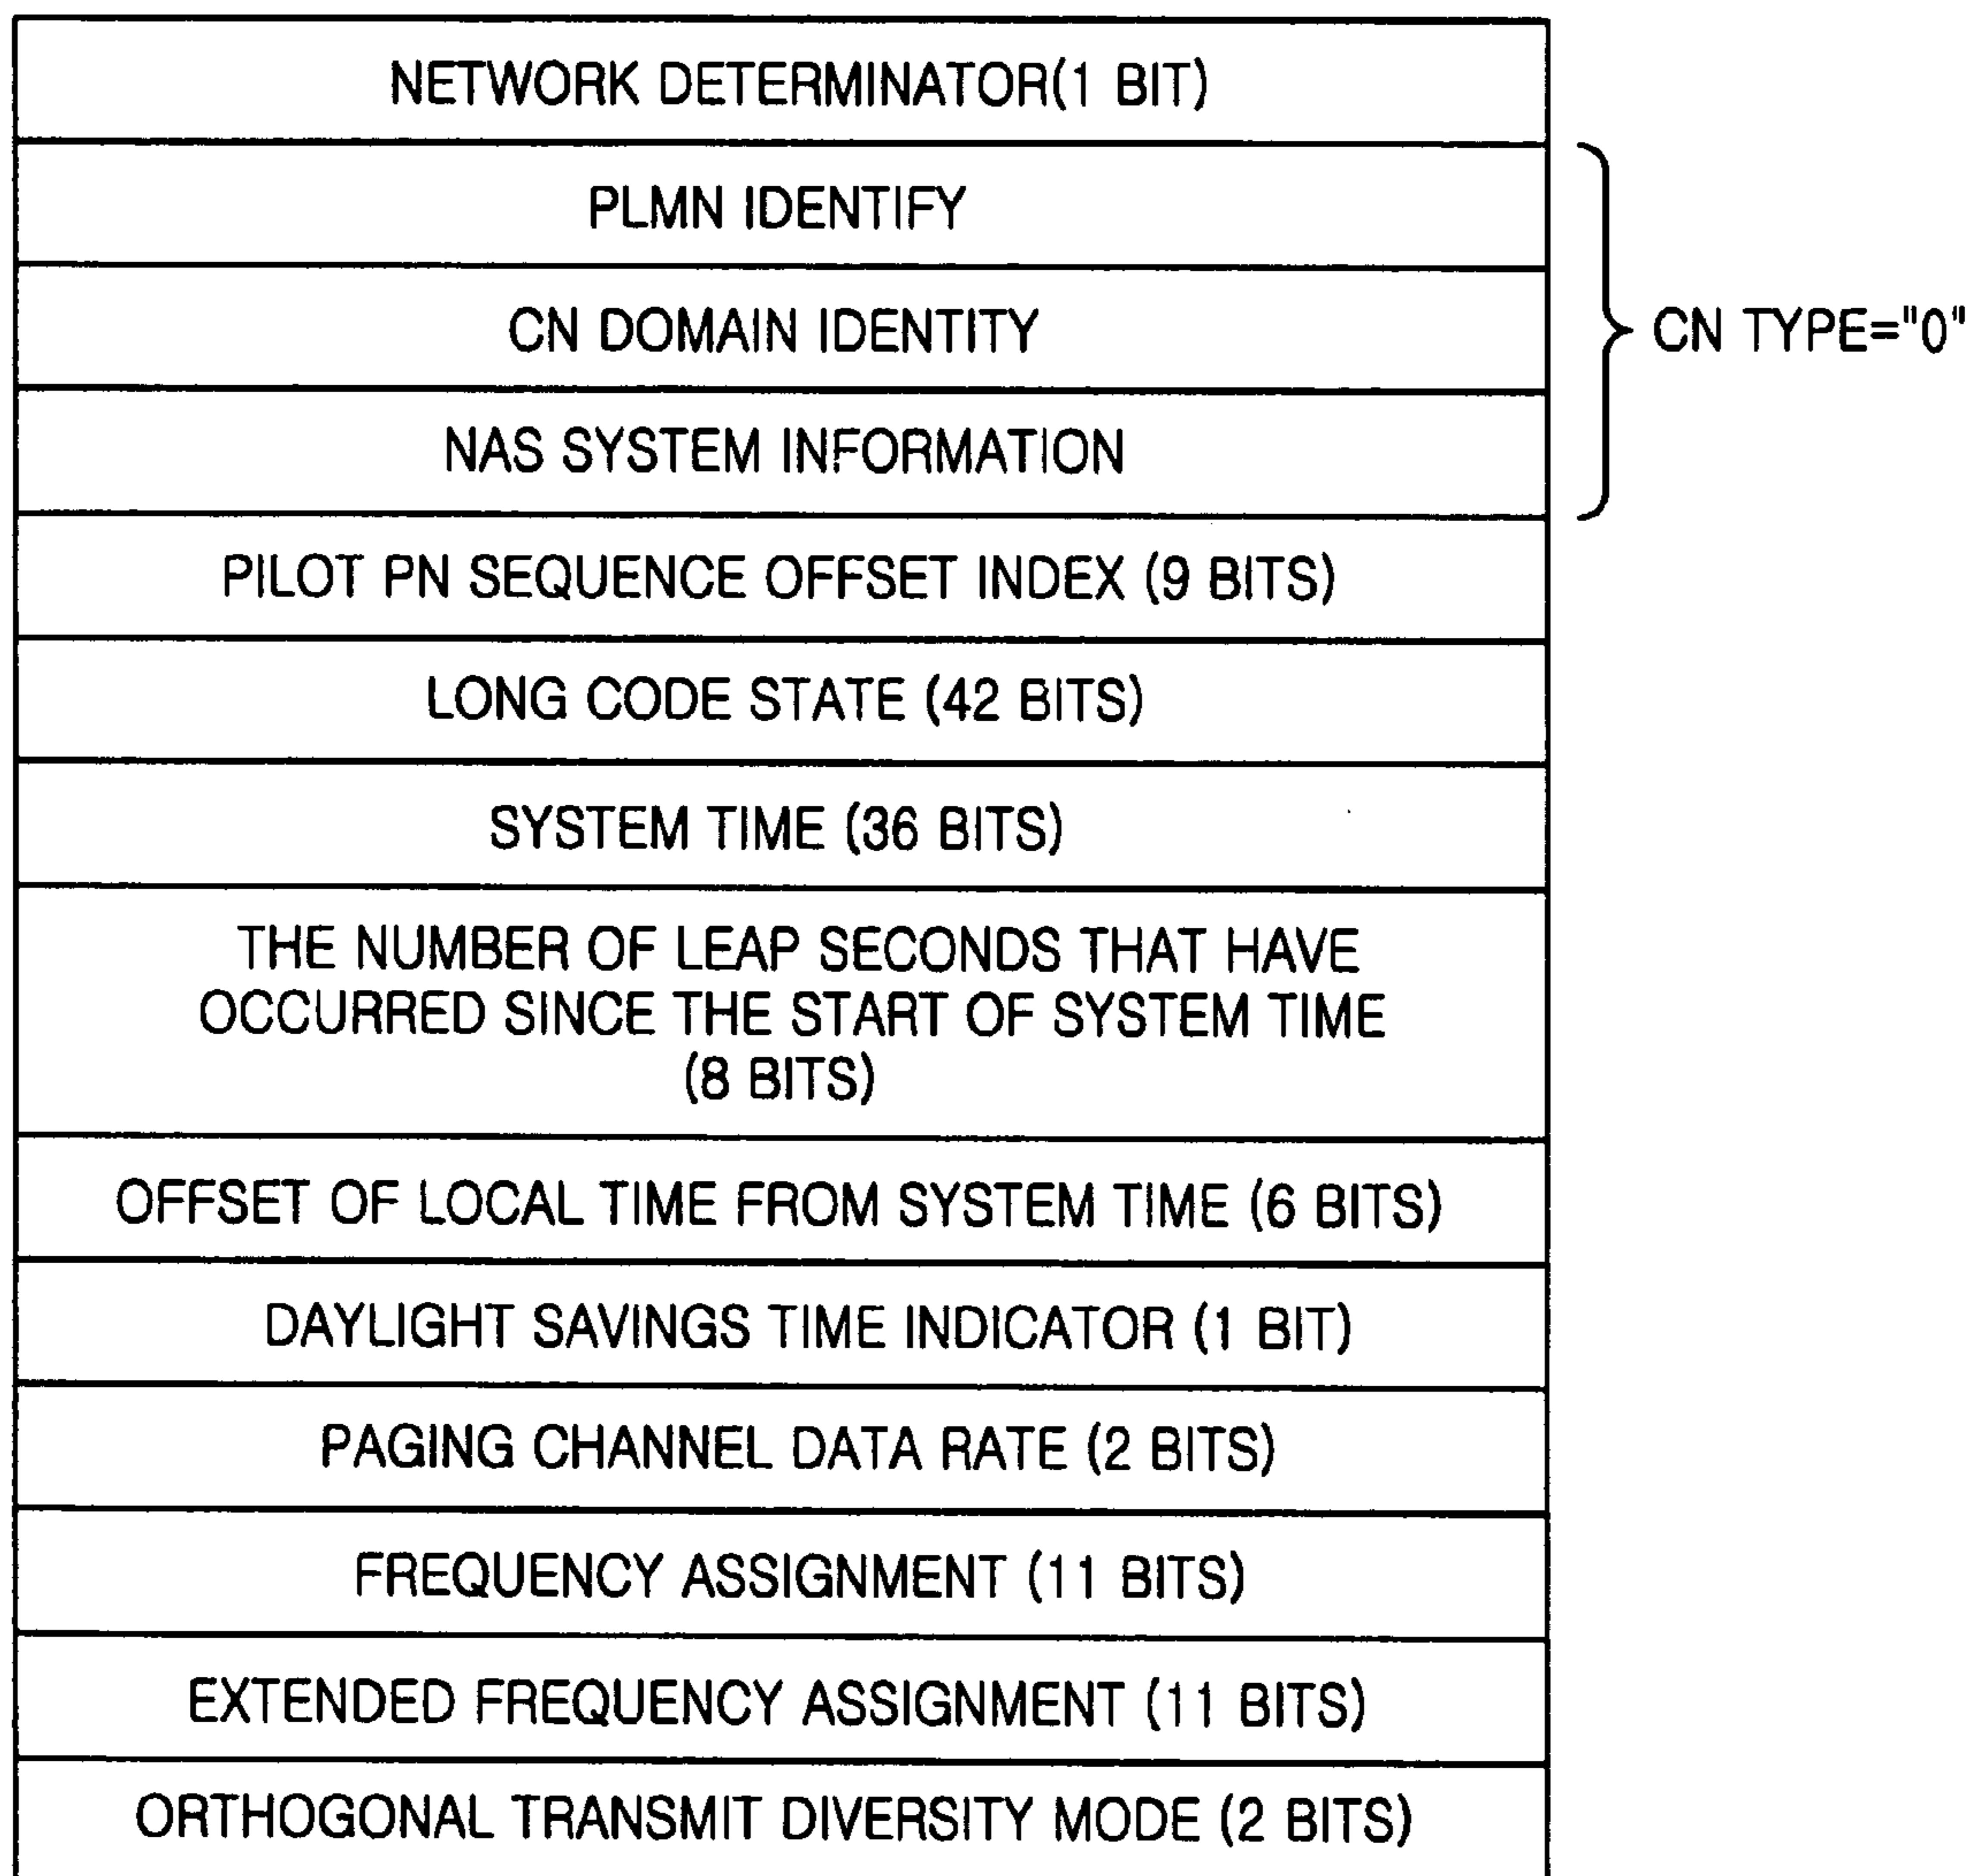 NETWORK DETERMINATOR(1 BIT)
PLMN IDENTIFY
CN DOMAIN IDENTITY
NAS SYSTEM INFORMATION
CN TYPE="0"
PILOT PN SEQUENCE OFFSET INDEX (9 BITS)
LONG CODE STATE (42 BITS)
SYSTEM TIME (36 BITS)
THE NUMBER OF LEAP SECONDS THAT HAVE
OCCURRED SINCE THE START OF SYSTEM TIME
(8 BITS)
OFFSET OF LOCAL TIME FROM SYSTEM TIME (6 BITS)
DAYLIGHT SAVINGS TIME INDICATOR (1 BIT)
PAGING CHANNEL DATA RATE (2 BITS)
FREQUENCY ASSIGNMENT (11 BITS)
EXTENDED FREQUENCY ASSIGNMENT (11 BITS)
ORTHOGONAL TRANSMIT DIVERSITY MODE (2 BITS)